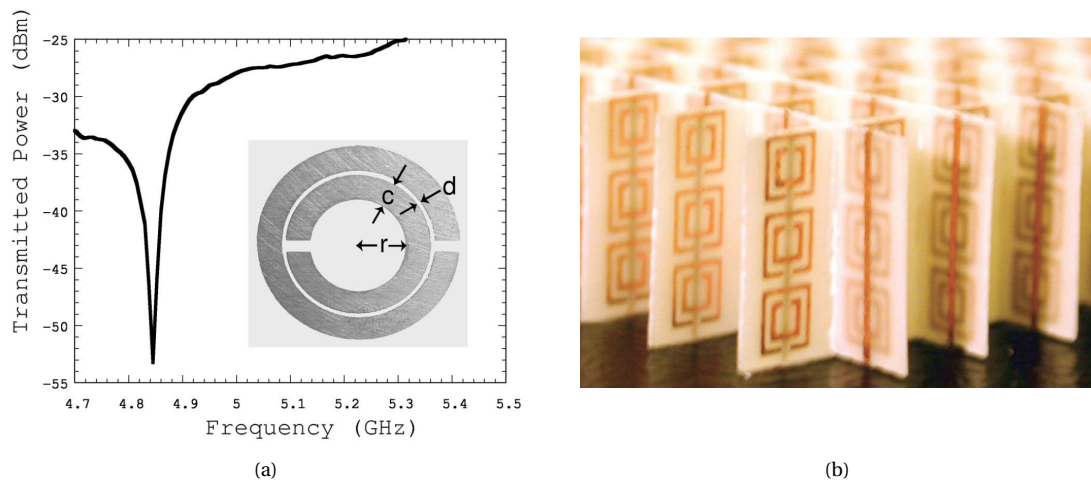 Transmitted Power (dBm)
-25
-30
-35
-40
-45
-50
-55
4.7 4.8 4.9 5 5.1 5.2 5.3 5.4 5.5
Frequency (GHz)
c
d
r
(a)
(b)